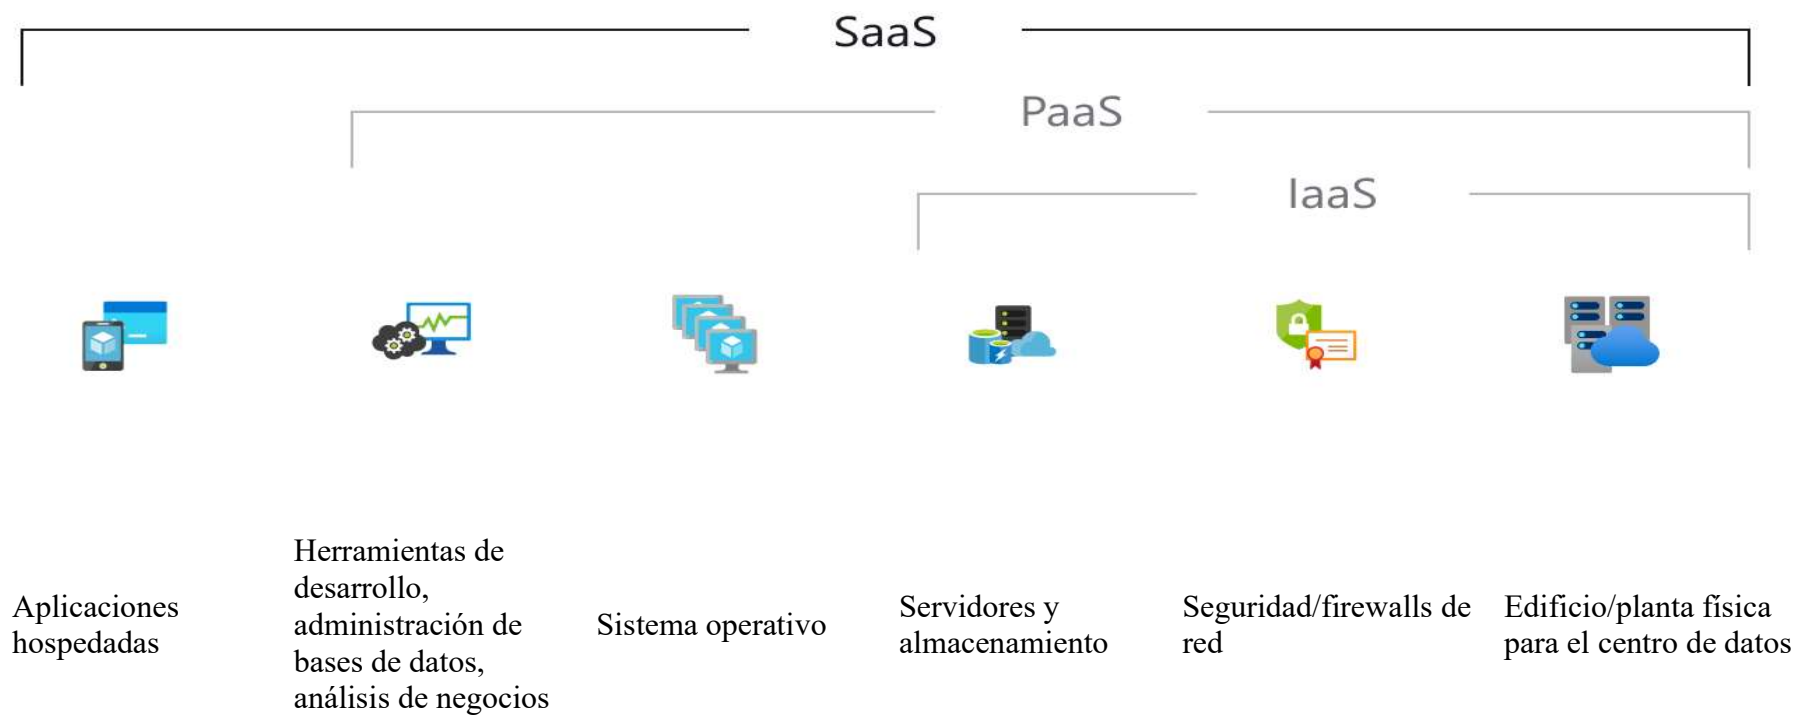 SaaS
PaaS
IaaS
Aplicaciones
hospedadas
Herramientas de
desarrollo,
administración de
bases de datos,
análisis de negocios
Sistema operativo
Servidores y
almacenamiento
Seguridad/firewalls de
red
Edificio/planta física
para el centro de datos